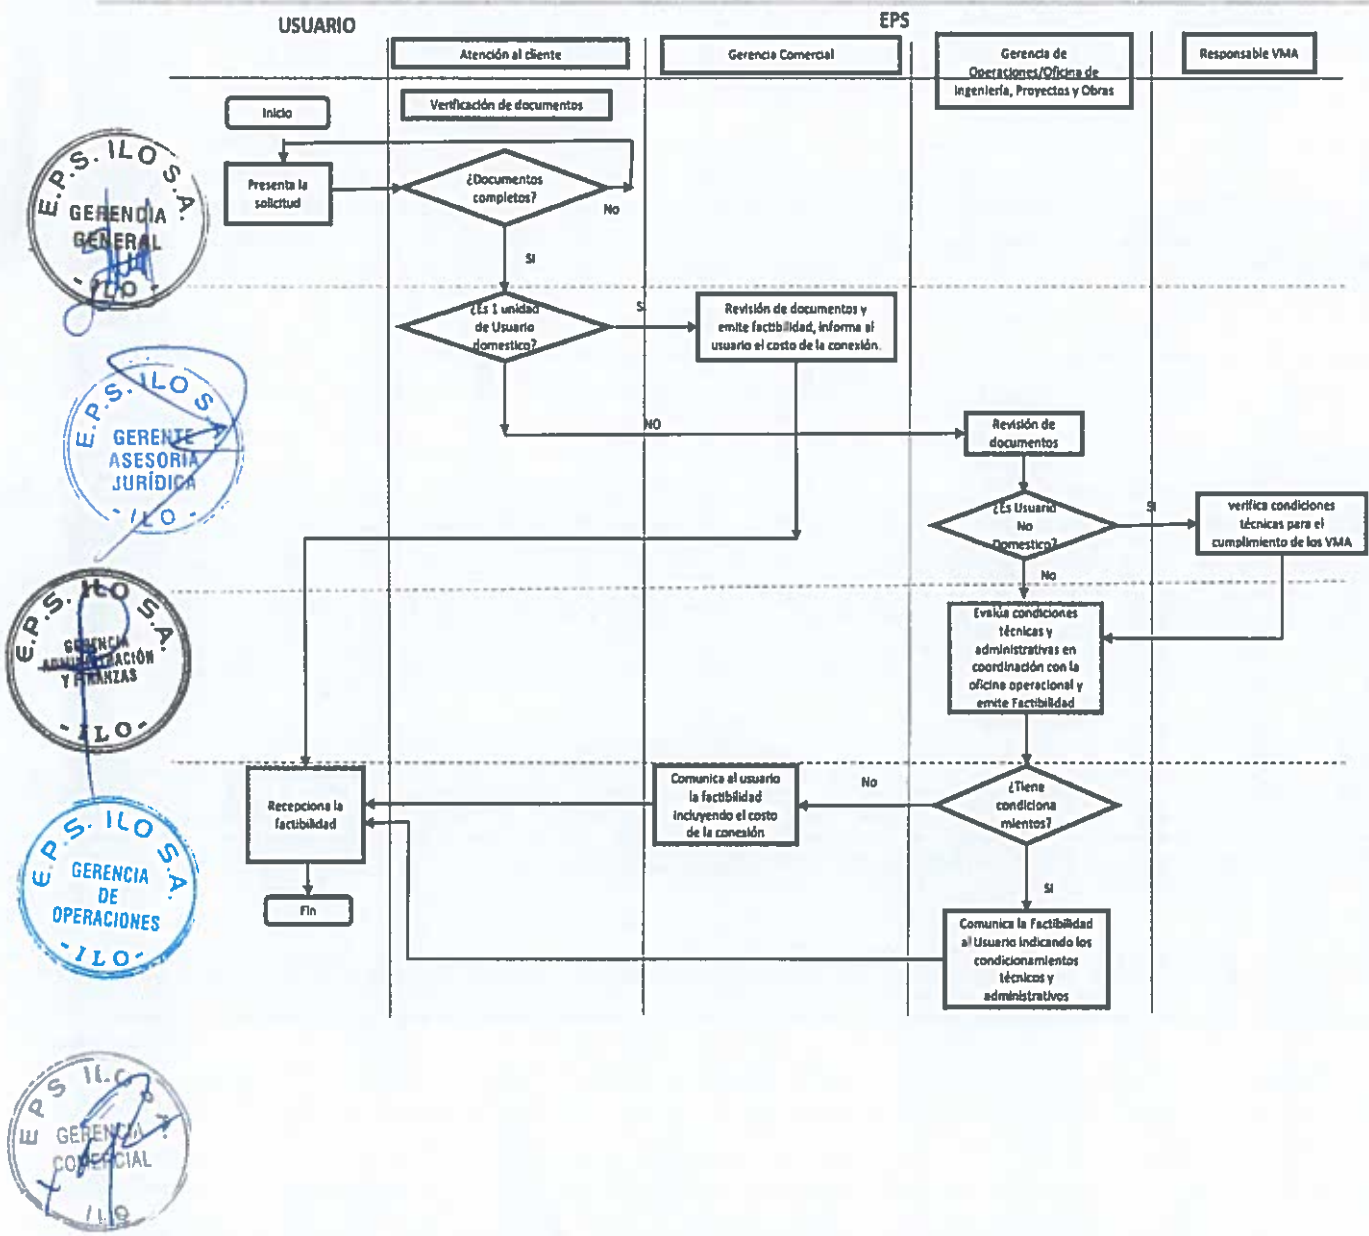 USUARIO
EPS
Atención al cliente
Gerencia Comercial
Gerencia de
Operaciones/Oficina de
Ingeniería, Proyectos y Obras
Responsable VMA
Inicio
Verificación de documentos
Presenta la
solicitud
¿Documentos
completos?
No
SI
¿Es 1 unidad
de Usuario
domestico?
S
Revisión de documentos y
emite factibilidad, informa al
usuario el costo de la conexión.
NO
Revisión de
documentos
¿Es Usuario
No
Domestico?
SI
verifica condiciones
técnicas para el
cumplimiento de los VMA
No
Evalúa condiciones
técnicas y
administrativas en
coordinación con la
oficina operacional y
emite Factibilidad
¿Tiene
condiciona
mientos?
No
Comunica al usuario
la factibilidad
incluyendo el costo
de la conexión
Recepciona la
factibilidad
Fin
SI
Comunica la Factibilidad
al Usuario indicando los
condicionamientos
técnicos y
administrativos
E.P.S. ILO S.A.
GERENCIA
GENERAL
- ILO -
E.P.S. ILO S.
GERENTE
ASESORIA
JURÍDICA
- ILO -
E.P.S. ILO S.A.
GERENCIA
ADMINISTRACIÓN
Y FINANZAS
- ILO -
E.P.S. ILO S.A.
GERENCIA
DE
OPERACIONES
- ILO -
EPS ILO S.A.
GERENCIA
COMERCIAL
ILO